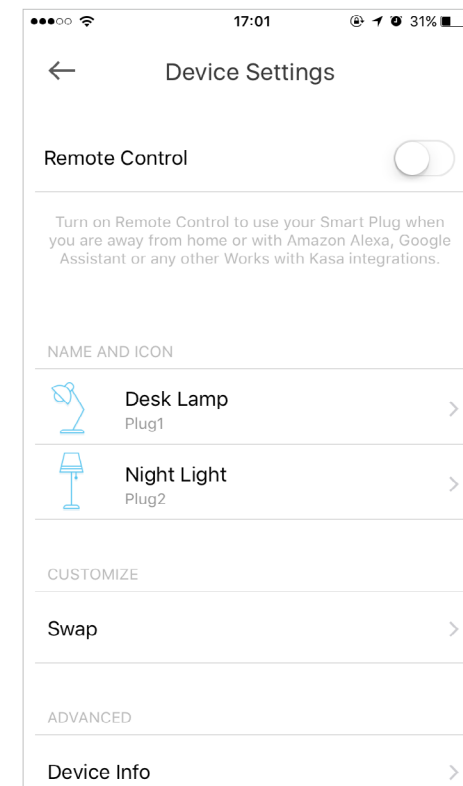 17:01 31%
Device Settings
Remote Control
Turn on Remote Control to use your Smart Plug when
you are away from home or with Amazon Alexa, Google
Assistant or any other Works with Kasa integrations.
NAME AND ICON
Desk Lamp
Plug1
Night Light
Plug2
CUSTOMIZE
Swap
ADVANCED
Device Info